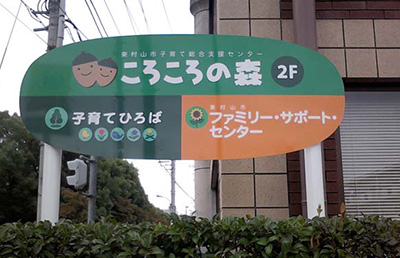 東村山市子育て総合支援センター
ころころの森 2F
子育てひろば
東村山市
ファミリー・サポート・
センター